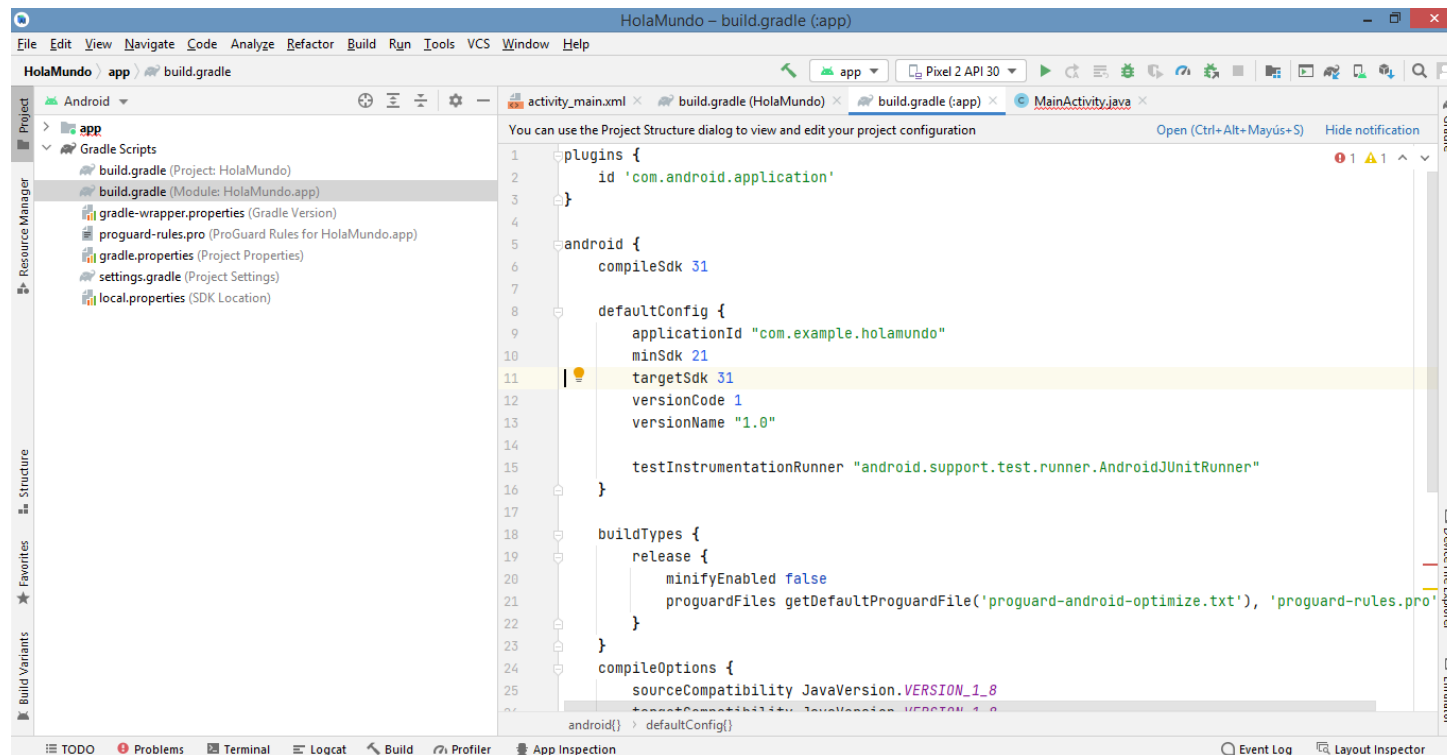 HolaMundo – build.gradle (:app)
File Edit View Navigate Code Analyze Refactor Build Run Tools VCS Window Help
HolaMundo app build.gradle
app Pixel 2 API 30
Project
Resource Manager
Structure
Favorites
Build Variants
Android
app
Gradle Scripts
build.gradle (Project: HolaMundo)
build.gradle (Module: HolaMundo.app)
gradle-wrapper.properties (Gradle Version)
proguard-rules.pro (ProGuard Rules for HolaMundo.app)
gradle.properties (Project Properties)
settings.gradle (Project Settings)
local.properties (SDK Location)
activity_main.xml build.gradle (HolaMundo) build.gradle (:app) MainActivity.java
You can use the Project Structure dialog to view and edit your project configuration Open (Ctrl+Alt+Mayús+S) Hide notification
1 1
1 plugins {
2 id 'com.android.application'
3 }
4
5 android {
6 compileSdk 31
7
8 defaultConfig {
9 applicationId "com.example.holamundo"
10 minSdk 21
11 targetSdk 31
12 versionCode 1
13 versionName "1.0"
14
15 testInstrumentationRunner "android.support.test.runner.AndroidJUnitRunner"
16 }
17
18 buildTypes {
19 release {
20 minifyEnabled false
21 proguardFiles getDefaultProguardFile('proguard-android-optimize.txt'), 'proguard-rules.pro'
22 }
23 }
24 compileOptions {
25 sourceCompatibility JavaVersion.VERSION_1_8
android{} defaultConfig{}
TODO Problems Terminal Logcat Build Profiler App Inspection Event Log Layout Inspector